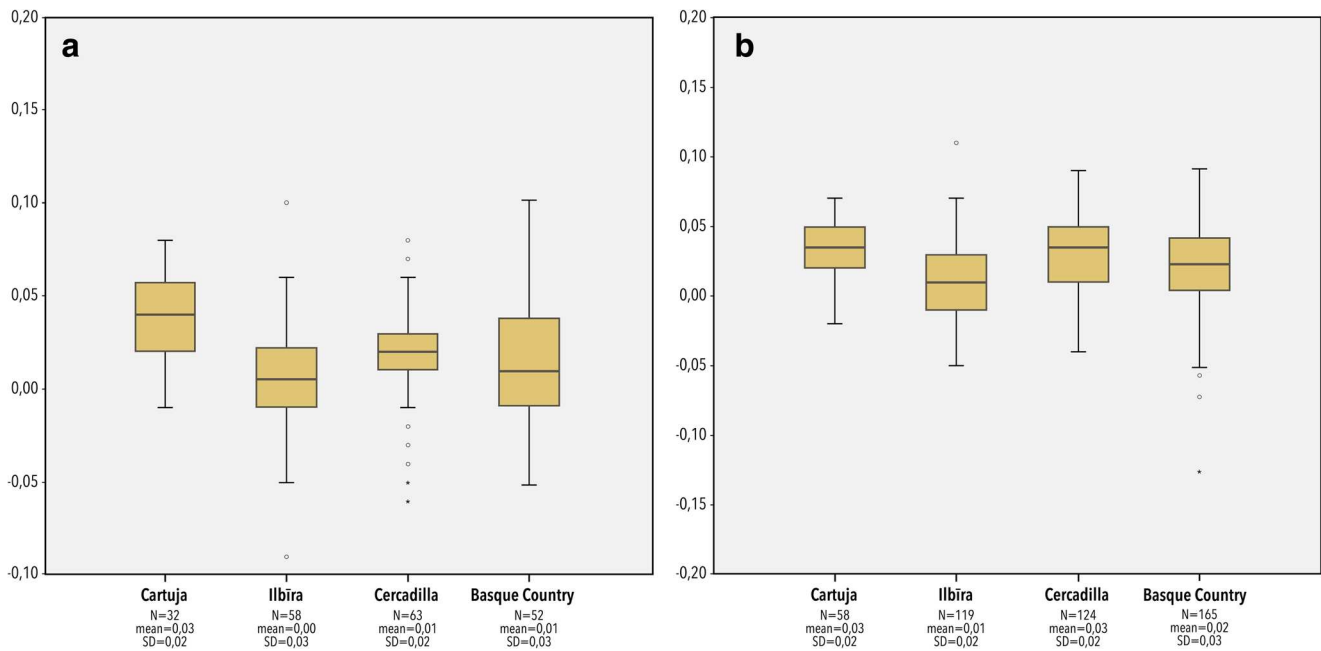 a
0,20
0,15
0,10
0,05
0,00
-0,05
-0,10
Cartuja Ilbīra Cercadilla Basque Country
N=32 N=58 N=63 N=52
mean=0,03 mean=0,00 mean=0,01 mean=0,01
SD=0,02 SD=0,03 SD=0,02 SD=0,03
b
0,20
0,15
0,10
0,05
0,00
-0,05
-0,10
-0,15
-0,20
Cartuja Ilbīra Cercadilla Basque Country
N=58 N=119 N=124 N=165
mean=0,03 mean=0,01 mean=0,03 mean=0,02
SD=0,02 SD=0,02 SD=0,02 SD=0,03